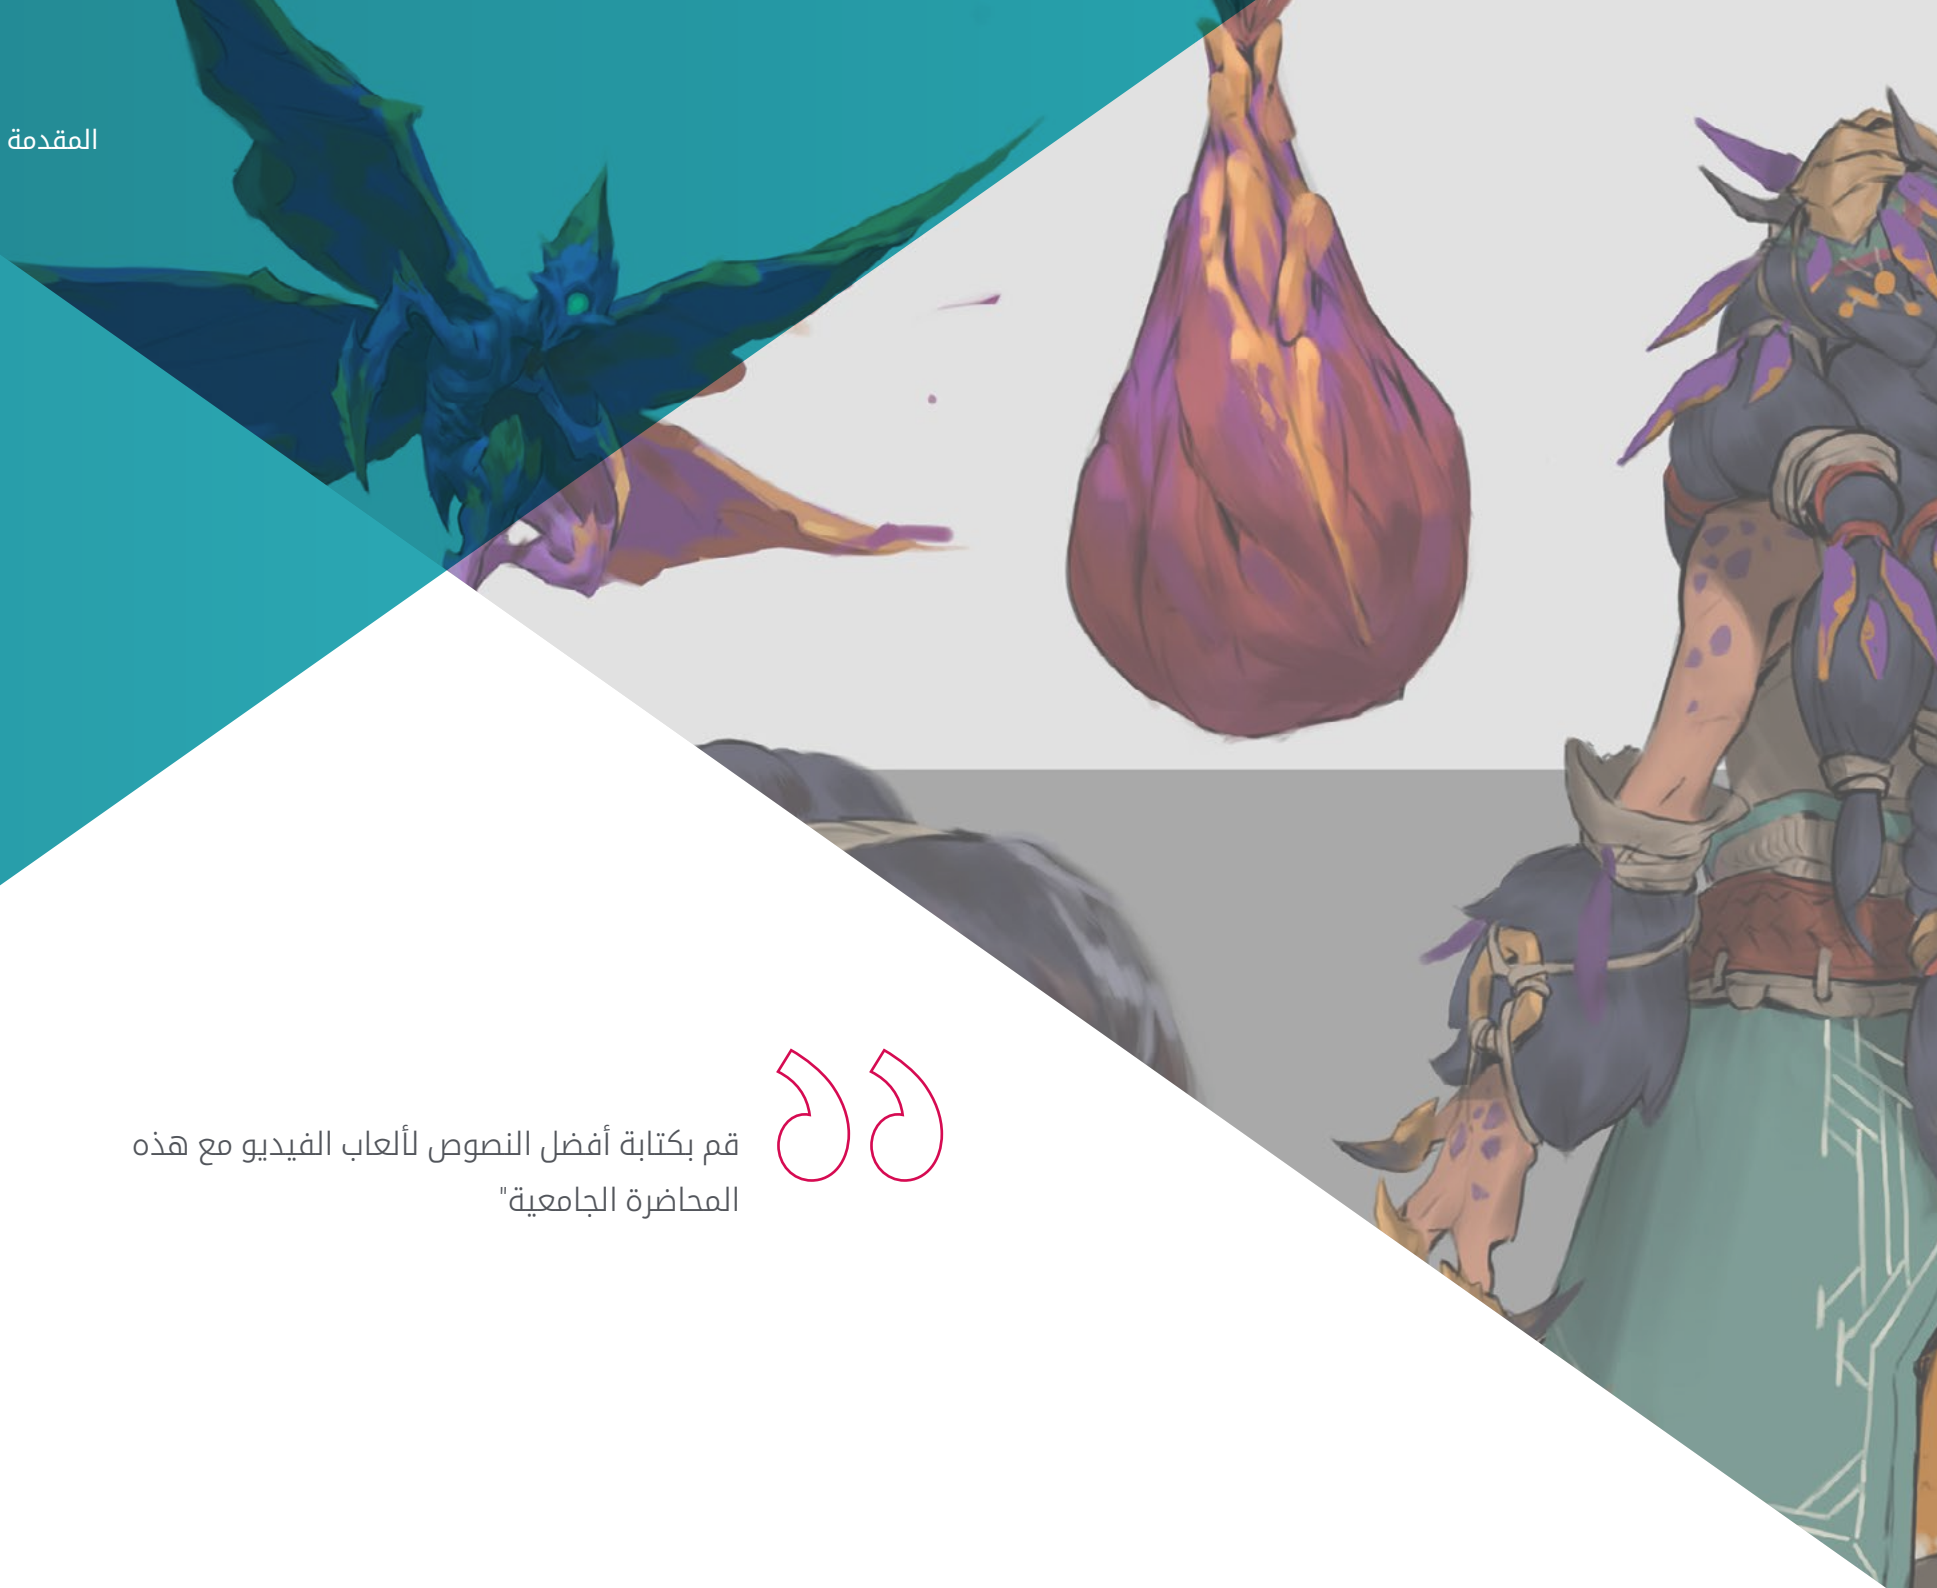 المقدمة
قم بكتابة أفضل النصوص لألعاب الفيديو مع هذه
المحاضرة الجامعية"